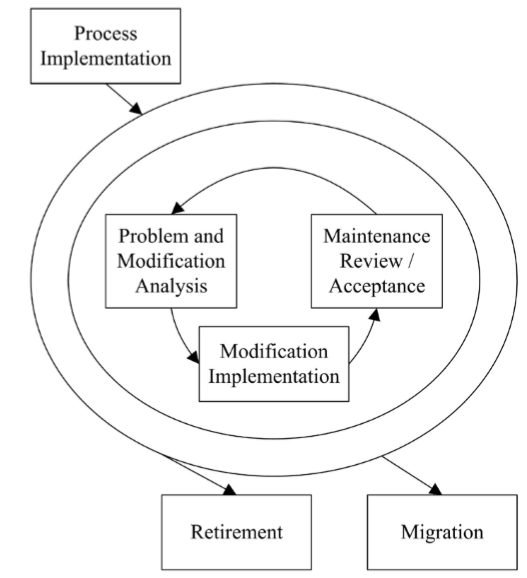 Process
Implementation
Problem and
Modification
Analysis
Maintenance
Review /
Acceptance
Modification
Implementation
Retirement
Migration